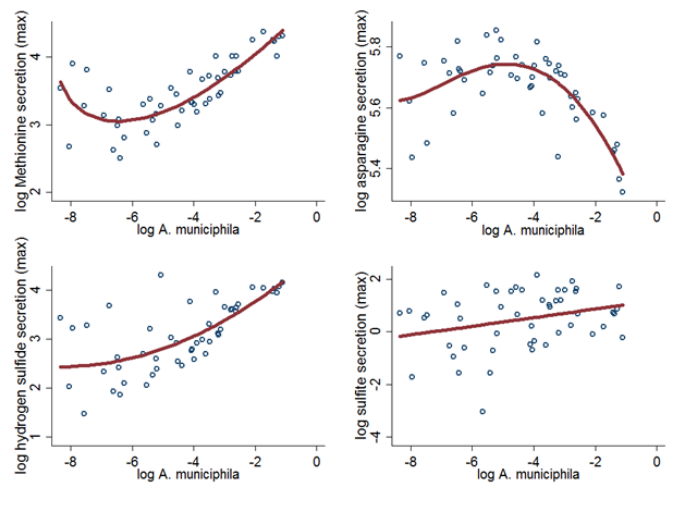 log Methionine secretion (max)
4
3
2
-8 -6 -4 -2 0
log A. municiphila
log asparagine secretion (max)
5.8
5.6
5.4
-8 -6 -4 -2 0
log A. municiphila
log hydrogen sulfide secretion (max)
4
3
2
1
-8 -6 -4 -2 0
log A. municiphila
log sulfite secretion (max)
2
0
-2
-4
-8 -6 -4 -2 0
log A. municiphila